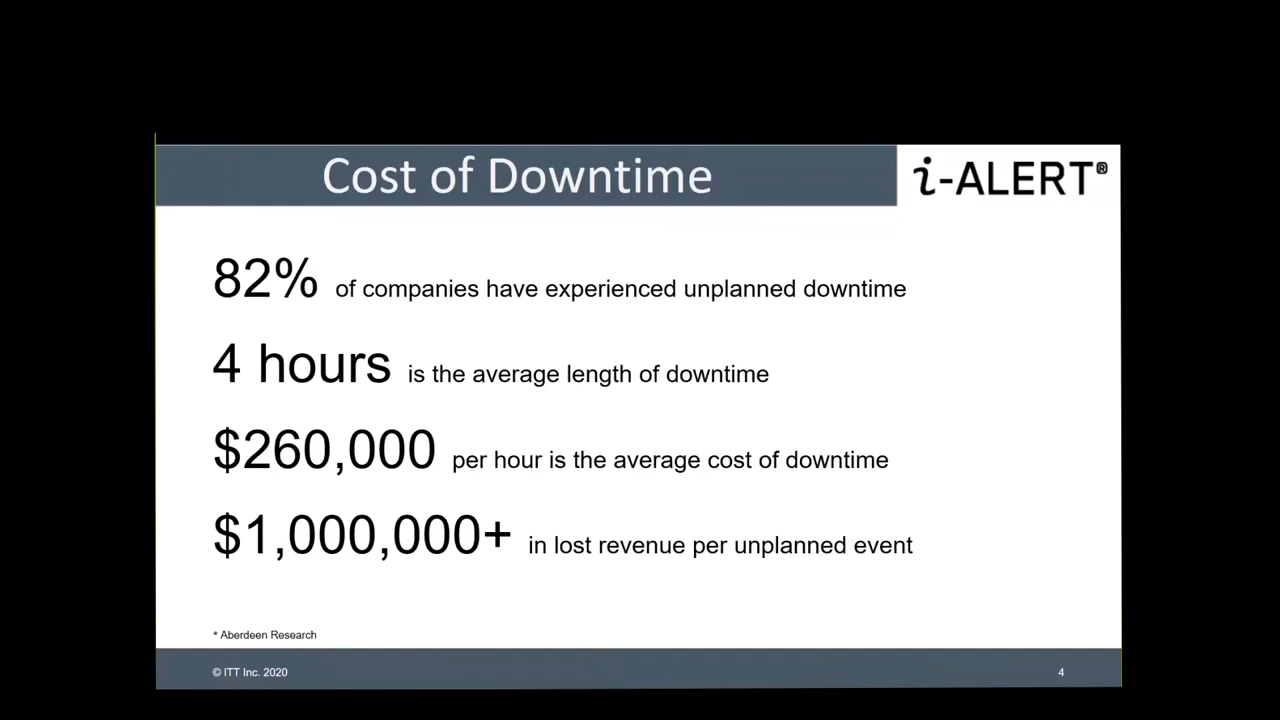 Cost of Downtime
i-ALERT®
82% of companies have experienced unplanned downtime
4 hours is the average length of downtime
$260,000 per hour is the average cost of downtime
$1,000,000+ in lost revenue per unplanned event
* Aberdeen Research
© ITT Inc. 2020
4